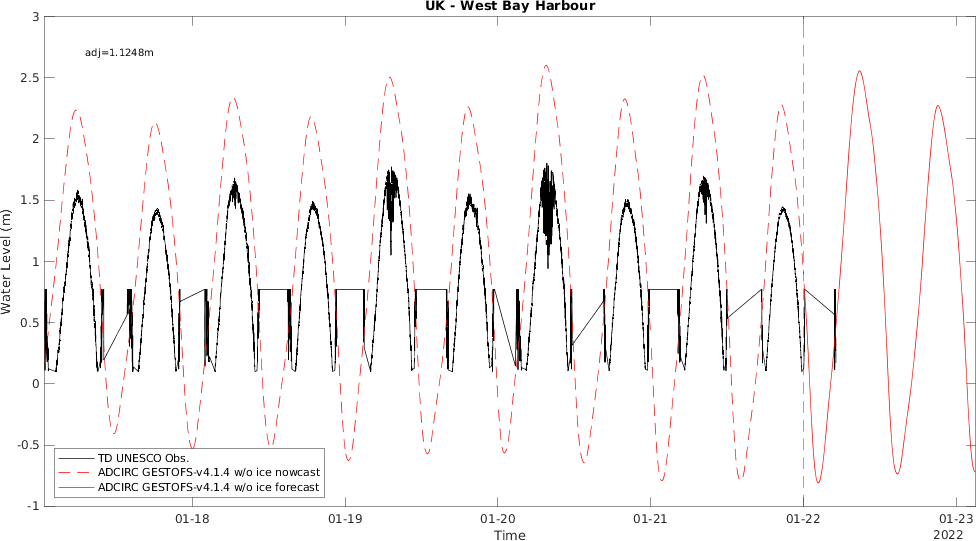 UK - West Bay Harbour
adj=1.1248m
3
2.5
2
1.5
1
0.5
0
-0.5
-1
Water Level (m)
TD UNESCO Obs.
ADCIRC GESTOFS-v4.1.4 w/o ice nowcast
ADCIRC GESTOFS-v4.1.4 w/o ice forecast
01-18 01-19 01-20 01-21 01-22 01-23
Time
2022